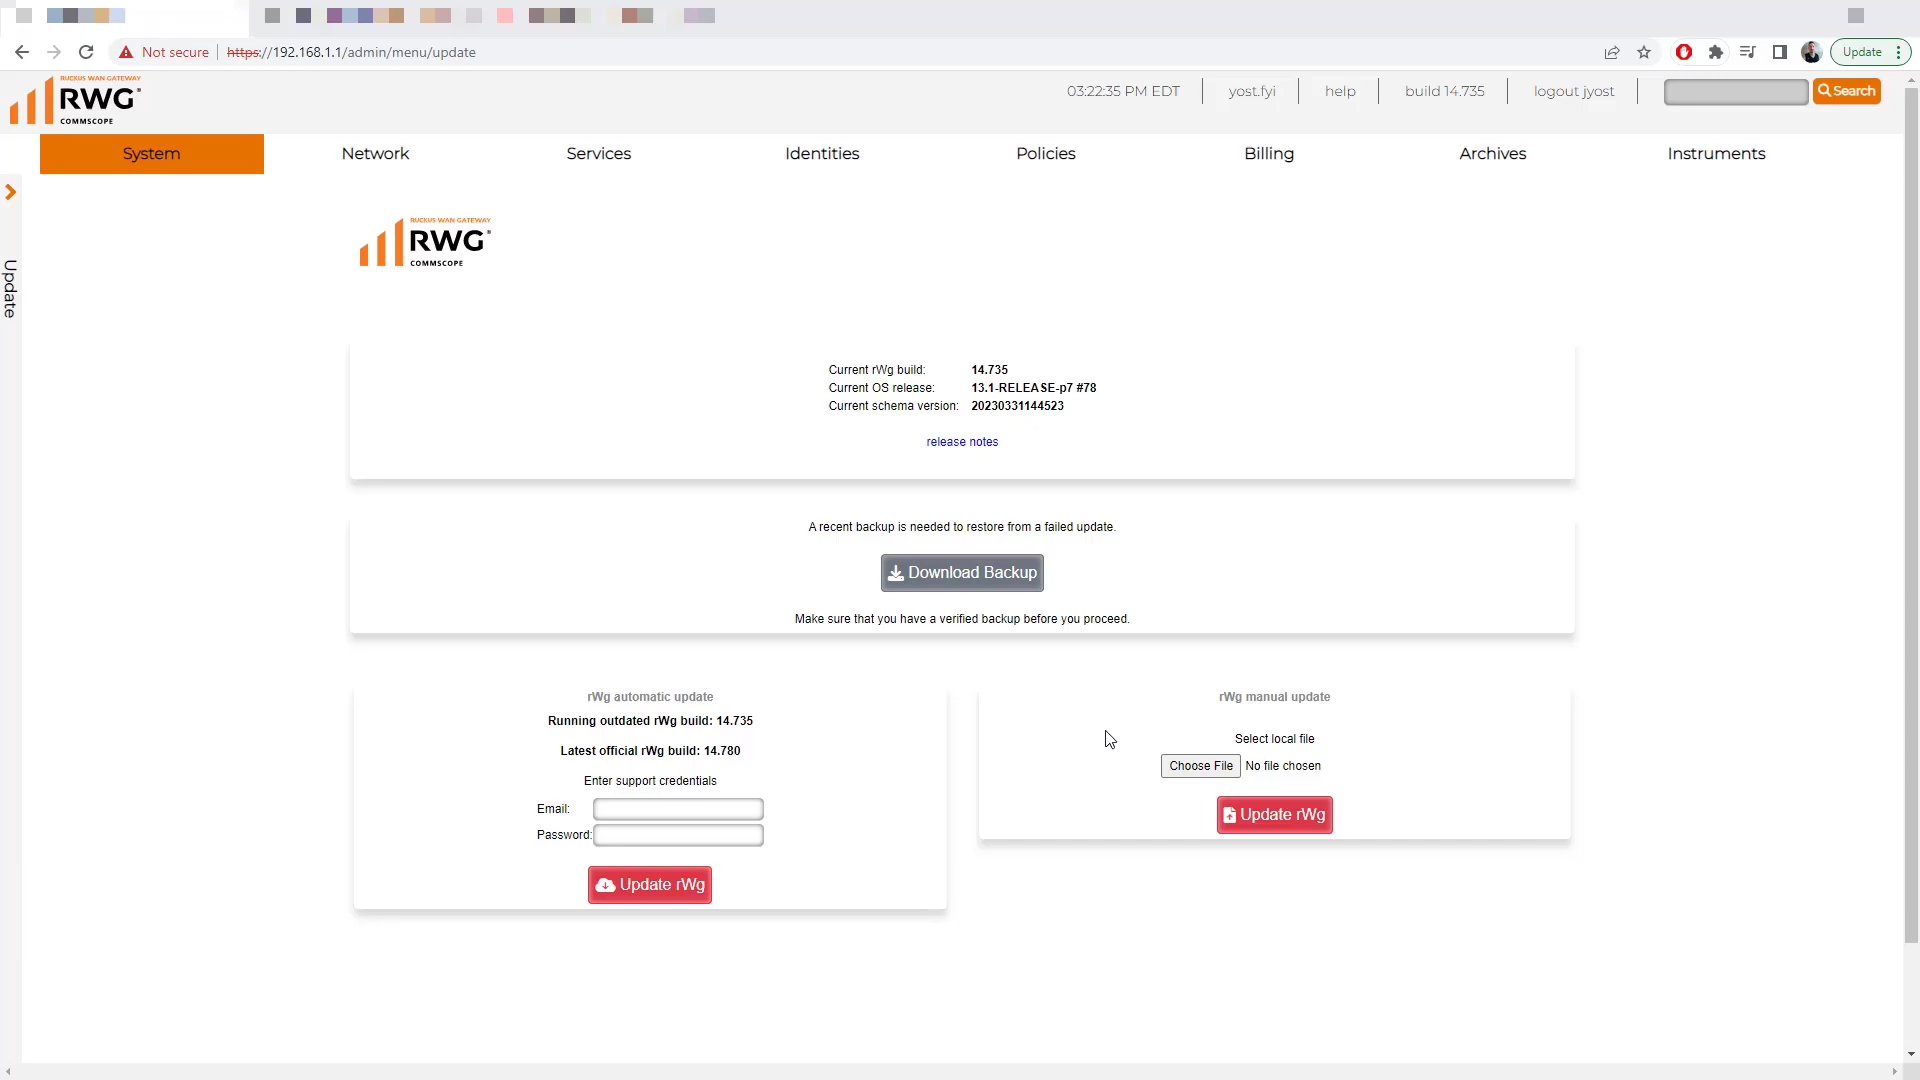 Not secure
https://192.168.1.1/admin/menu/update
Update
RUCKUS WAN GATEWAY
RWG®
COMMSCOPE
03:22:35 PM EDT
yost.fyi
help
build 14.735
logout jyost
Search
System
Network
Services
Identities
Policies
Billing
Archives
Instruments
Update
RUCKUS WAN GATEWAY
RWG®
COMMSCOPE
Current rWg build: 14.735
Current OS release: 13.1-RELEASE-p7 #78
Current schema version: 20230331144523
release notes
A recent backup is needed to restore from a failed update.
Download Backup
Make sure that you have a verified backup before you proceed.
rWg automatic update
Running outdated rWg build: 14.735
Latest official rWg build: 14.780
Enter support credentials
Email:
Password:
Update rWg
rWg manual update
Select local file
Choose File No file chosen
Update rWg